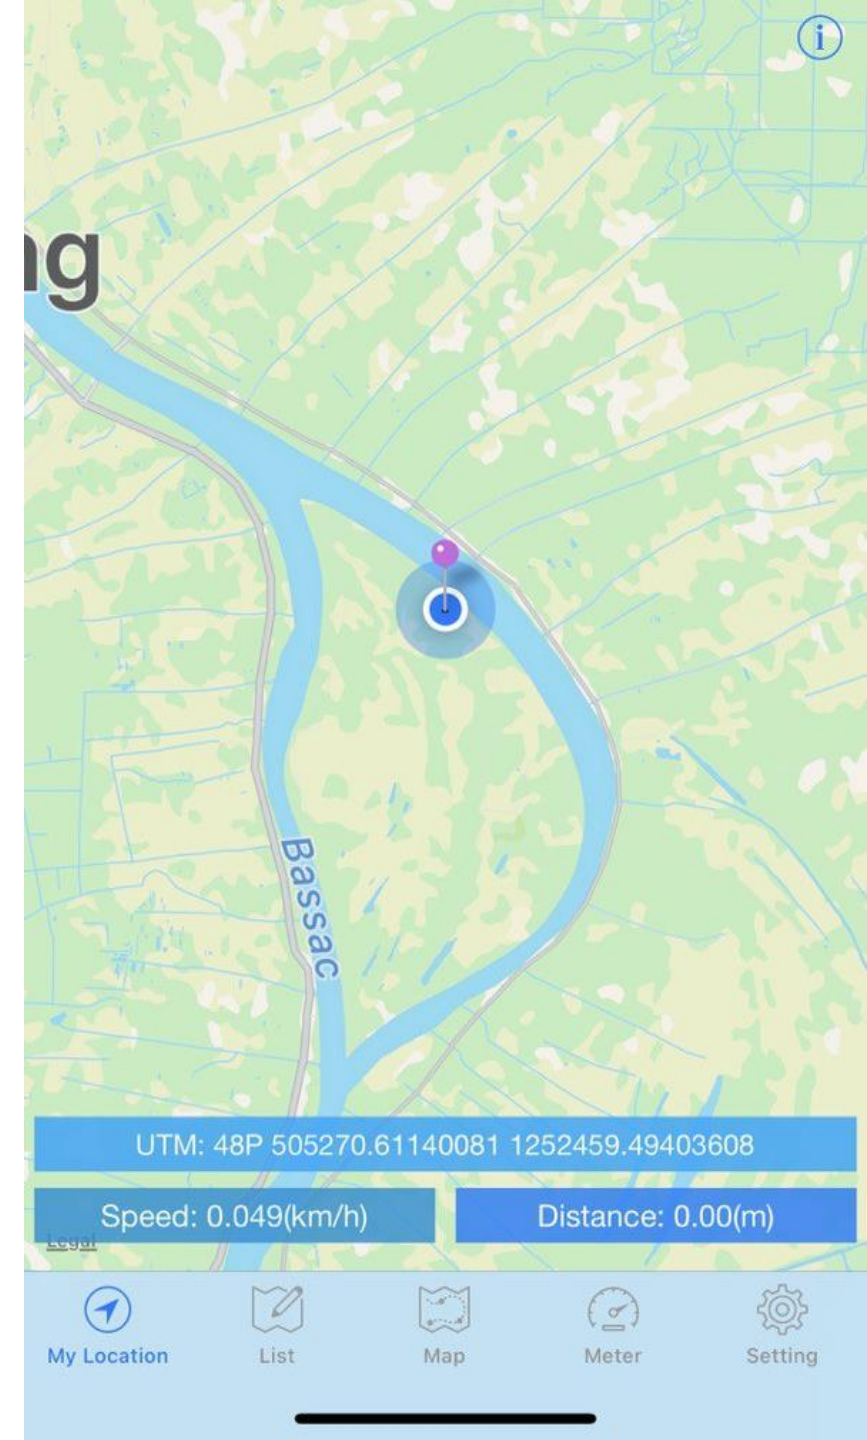 i
ng
Bassac
UTM: 48P 505270.61140081 1252459.49403608
Speed: 0.049(km/h)
Distance: 0.00(m)
Legal
My Location
List
Map
Meter
Setting